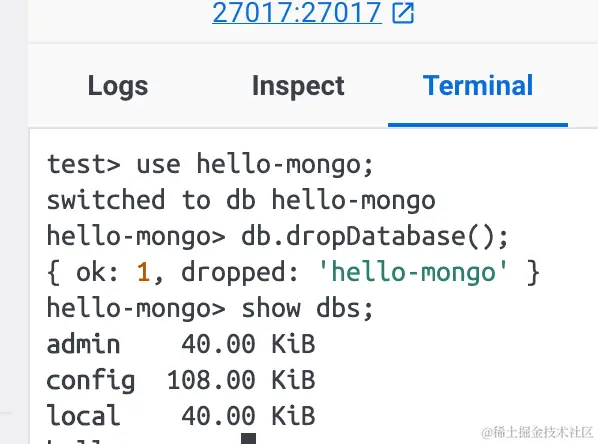 27017:27017
Logs Inspect Terminal
test> use hello-mongo;
switched to db hello-mongo
hello-mongo> db.dropDatabase();
{ ok: 1, dropped: 'hello-mongo' }
hello-mongo> show dbs;
admin 40.00 KiB
config 108.00 KiB
local 40.00 KiB
@稀土掘金技术社区